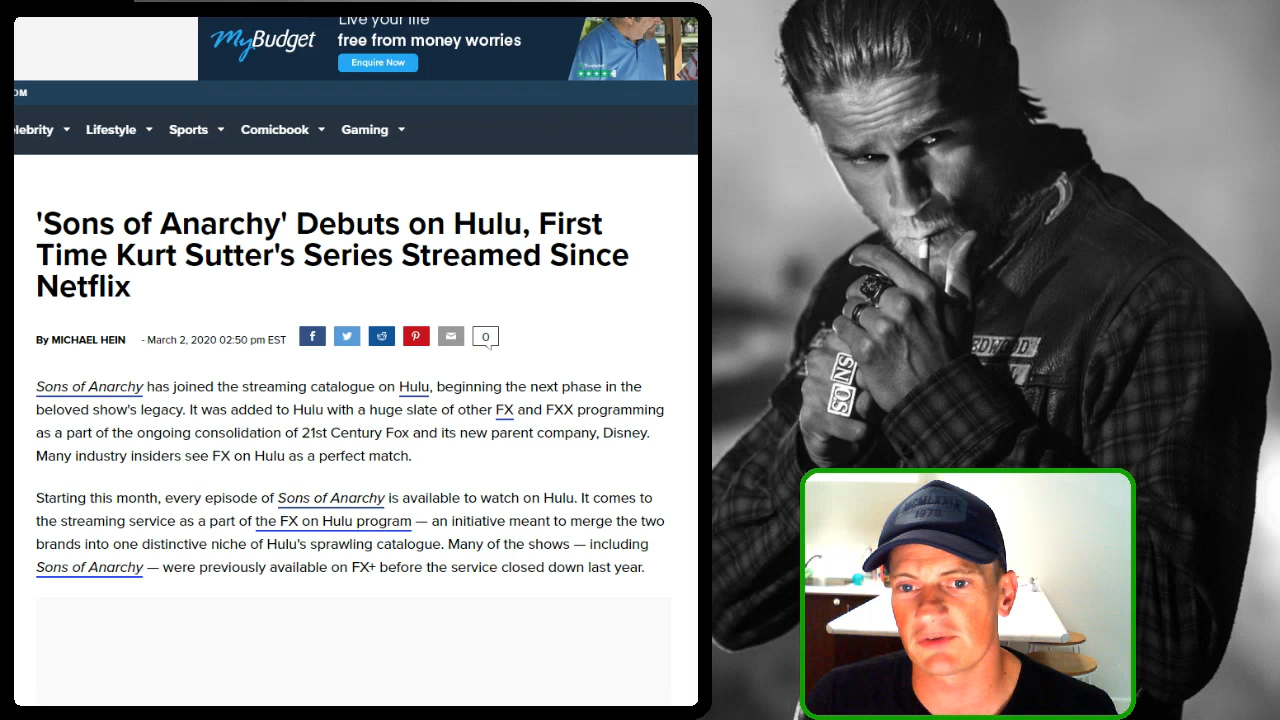 Live your life
MyBudget
free from money worries
Enquire Now
Trustpilot
OM
elebrity
Lifestyle
Sports
Comicbook
Gaming
'Sons of Anarchy' Debuts on Hulu, First
Time Kurt Sutter's Series Streamed Since
Netflix
By MICHAEL HEIN - March 2, 2020 02:50 pm EST
0
Sons of Anarchy has joined the streaming catalogue on Hulu, beginning the next phase in the
beloved show's legacy. It was added to Hulu with a huge slate of other FX and FXX programming
as a part of the ongoing consolidation of 21st Century Fox and its new parent company, Disney.
Many industry insiders see FX on Hulu as a perfect match.
Starting this month, every episode of Sons of Anarchy is available to watch on Hulu. It comes to
the streaming service as a part of the FX on Hulu program — an initiative meant to merge the two
brands into one distinctive niche of Hulu's sprawling catalogue. Many of the shows — including
Sons of Anarchy — were previously available on FX+ before the service closed down last year.
EDWOOD
SONS
MCMLXXIX
1979